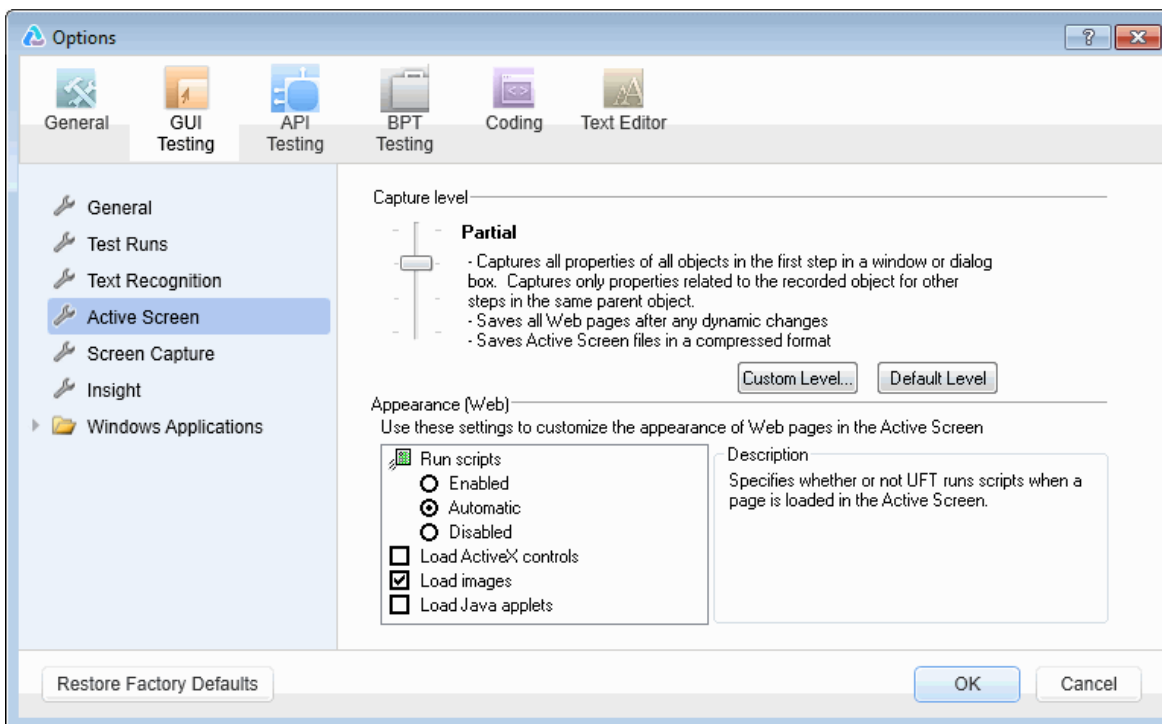 Options
?
General
GUI
Testing
API
Testing
BPT
Testing
Coding
Text Editor
General
Test Runs
Text Recognition
Active Screen
Screen Capture
Insight
Windows Applications
Capture level
Partial
- Captures all properties of all objects in the first step in a window or dialog
box. Captures only properties related to the recorded object for other
steps in the same parent object.
- Saves all Web pages after any dynamic changes
- Saves Active Screen files in a compressed format
Custom Level...
Default Level
Appearance (Web)
Use these settings to customize the appearance of Web pages in the Active Screen
Run scripts
Enabled
Automatic
Disabled
Load ActiveX controls
Load images
Load Java applets
Description
Specifies whether or not UFT runs scripts when a
page is loaded in the Active Screen.
Restore Factory Defaults
OK
Cancel